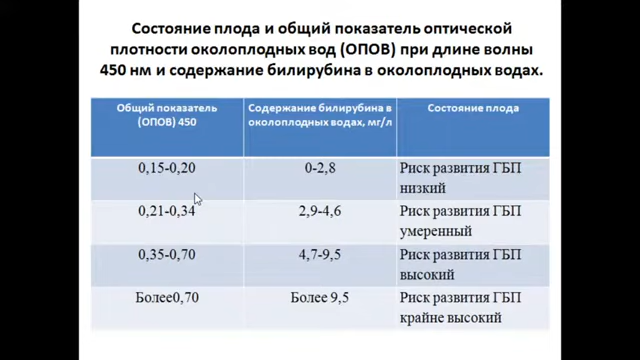 Состояние плода и общий показатель оптической
плотности околоплодных вод (ОПОВ) при длине волны
450 нм и содержание билирубина в околоплодных водах.
Общий показатель
(ОПОВ) 450
Содержание билирубина в
околоплодных водах, мг/л
Состояние плода
0,15-0,20
0-2,8
Риск развития ГБП
низкий
0,21-0,34
2,9-4,6
Риск развития ГБП
умеренный
0,35-0,70
4,7-9,5
Риск развития ГБП
высокий
Более0,70
Более 9,5
Риск развития ГБП
крайне высокий